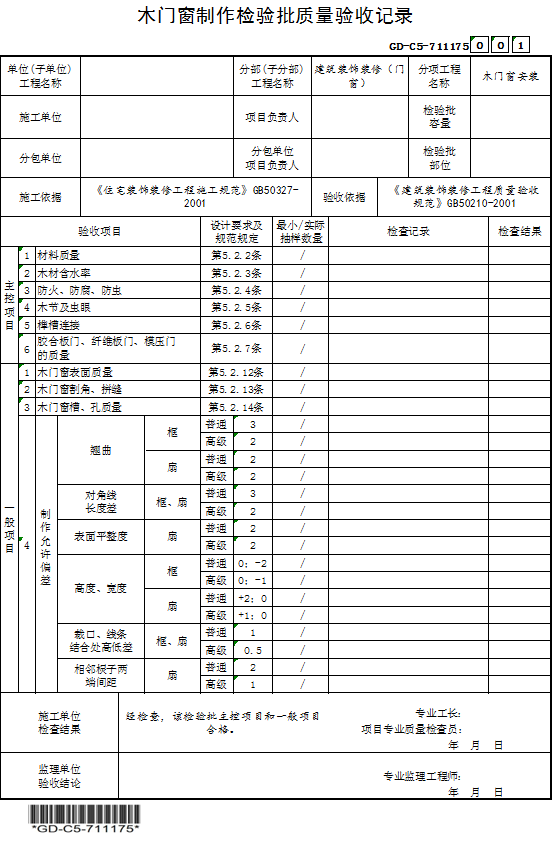 木门窗制作检验批质量验收记录
GD-C5-711175 0 0 1
单位(子单位)
工程名称
分部(子分部)
工程名称
建筑装饰装修（门
窗）
分项工程
名称
木门窗安装
施工单位
项目负责人
检验批
容量
分包单位
分包单位
项目负责人
检验批
部位
施工依据
《住宅装饰装修工程施工规范》GB50327-
2001
验收依据
《建筑装饰装修工程质量验收
规范》GB50210-2001
验收项目
设计要求及
规范规定
最小/实际
抽样数量
检查记录
检查结果
主控项目
1 材料质量 第5.2.2条 /
2 木材含水率 第5.2.3条 /
3 防火、防腐、防虫 第5.2.4条 /
4 木节及虫眼 第5.2.5条 /
5 榫槽连接 第5.2.6条 /
6 胶合板门、纤维板门、模压门
的质量 第5.2.7条 /
一般项目
1 木门窗表面质量 第5.2.12条 /
2 木门窗割角、拼缝 第5.2.13条 /
3 木门窗槽、孔质量 第5.2.14条 /
4 制作允许偏差
翘曲 框 普通 3 /
高级 2 /
扇 普通 2 /
高级 2 /
对角线
长度差 框、扇 普通 3 /
高级 2 /
表面平整度 扇 普通 2 /
高级 2 /
高度、宽度 框 普通 0；-2 /
高级 0；-1 /
扇 普通 +2；0 /
高级 +1；0 /
裁口、线条
结合处高低差 框、扇 普通 1 /
高级 0.5 /
相邻棂子两
端间距 扇 普通 2 /
高级 1 /
施工单位
检查结果
经检查，该检验批主控项目和一般项目
合格。
专业工长：
项目专业质量检查员：
年 月 日
监理单位
验收结论
专业监理工程师：
年 月 日
*GD-C5-711175*